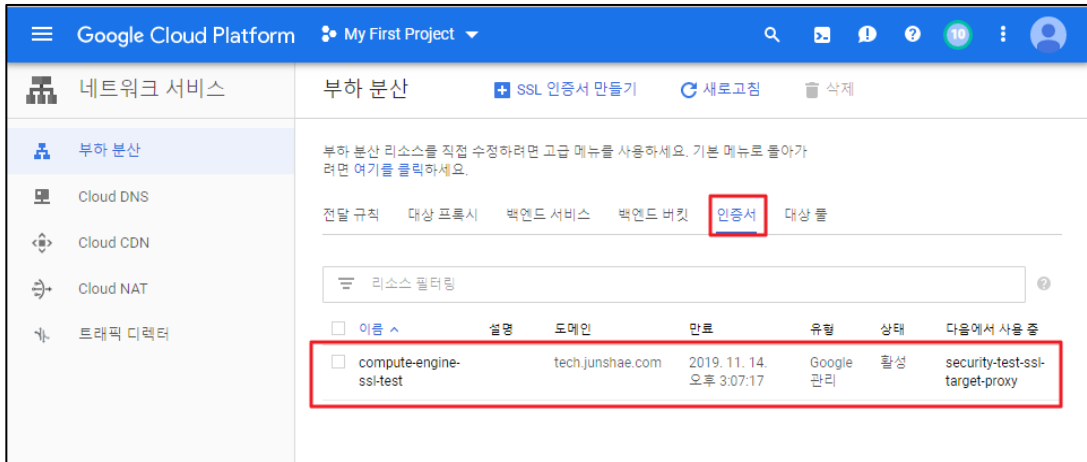 Google Cloud Platform
My First Project
10
네트워크 서비스
부하 분산
SSL 인증서 만들기
새로고침
삭제
부하 분산
Cloud DNS
Cloud CDN
Cloud NAT
트래픽 디렉터
부하 분산 리소스를 직접 수정하려면 고급 메뉴를 사용하세요. 기본 메뉴로 돌아가
려면 여기를 클릭하세요.
전달 규칙 대상 프록시 백엔드 서비스 백엔드 버킷 인증서 대상 풀
리소스 필터링
이름 설명 도메인 만료 유형 상태 다음에서 사용 중
compute-engine- tech.junshae.com 2019. 11. 14. Google 활성 security-test-ssl-
ssl-test 오후 3:07:17 관리 target-proxy